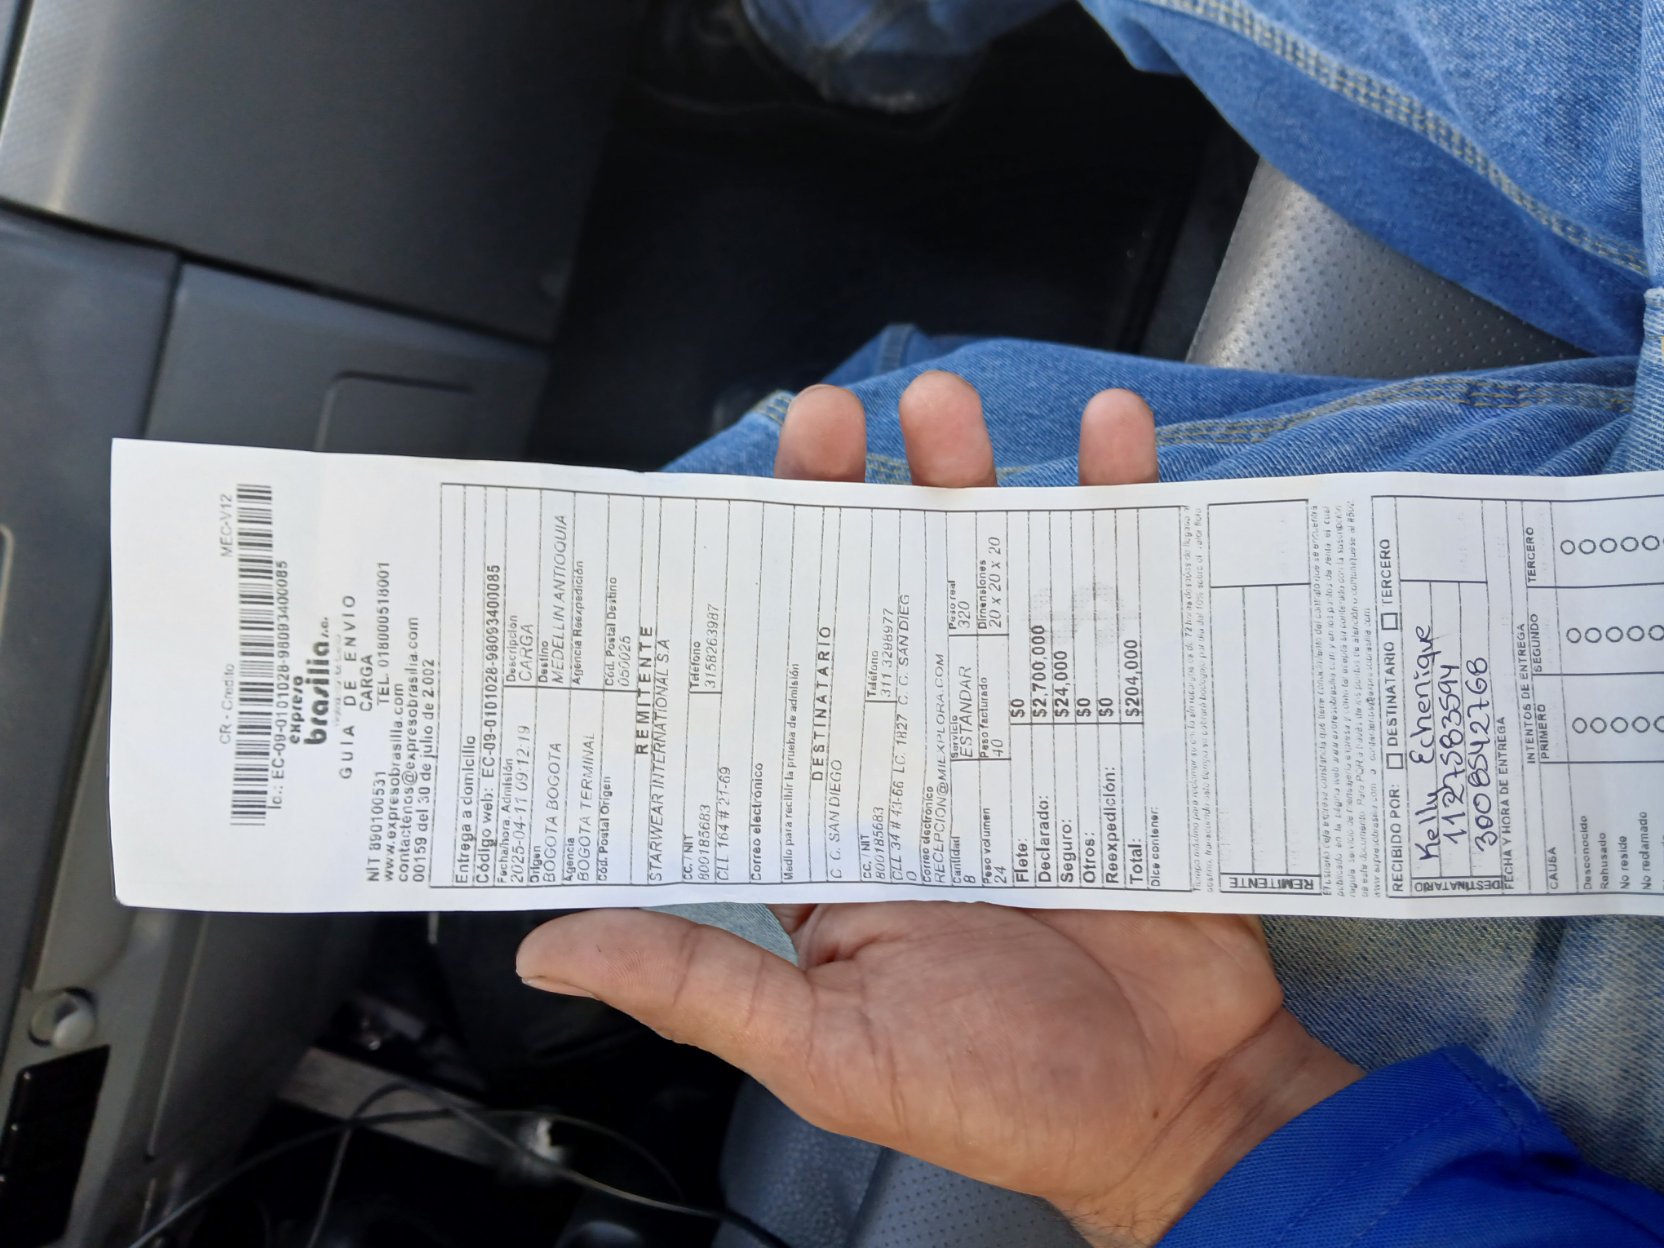 CR - Credito MEC-V12
Id.: EC-09-0101028-9809340085
expreso
brasilia s.a.
GUIA DE ENVIO
CARGA
NIT 890100531 TEL. 018000518001
www.expresobrasilia.com
contactenos@expresobrasilia.com
00159 del 30 de julio de 2.002
Entrega a domicilio
Código web: EC-09-0101028-9809340085
Fecha/hora. Admisión Descripción
2025-04-11 09:12:19 CARGA
Origen Destino
BOGOTA BOGOTA MEDELLIN ANTIOQUIA
Agencia Agencia Reexpedición
BOGOTA TERMINAL
Cód. Postal Origen Cód. Postal Destino
050025
REMITENTE
STARWEAR INTERNATIONAL SA
CC. / NIT Teléfono
800185683 3158263987
CLL 164 # 21-69
Correo electrónico
Medio para recibir la prueba de admisión
DESTINATARIO
C. C. SAN DIEGO
CC. / NIT Teléfono
800185683 311 3298977
CLL 34 # 43-66 LC. 1827 C. C. SAN DIEG
O
Correo electrónico
RECEPCION@MIEXPLORA.COM
Cantidad Servicio Peso real
8 ESTANDAR 320
Peso volumen Peso facturado Dimensiones
24 40 20 x 20 x 20
Flete: $0
Declarado: $2,700,000
Seguro: $24,000
Otros: $0
Reexpedición: $0
Total: $204,000
Dice contener:
REMITENTE
RECIBIDO POR: DESTINATARIO TERCERO
DESTINATARIO
Kelly Echenique
1127583594
3008542768
FECHA Y HORA DE ENTREGA
INTENTOS DE ENTREGA
CAUSA PRIMERO SEGUNDO TERCERO
Desconocido
Rehusado
No reside
No reclamado